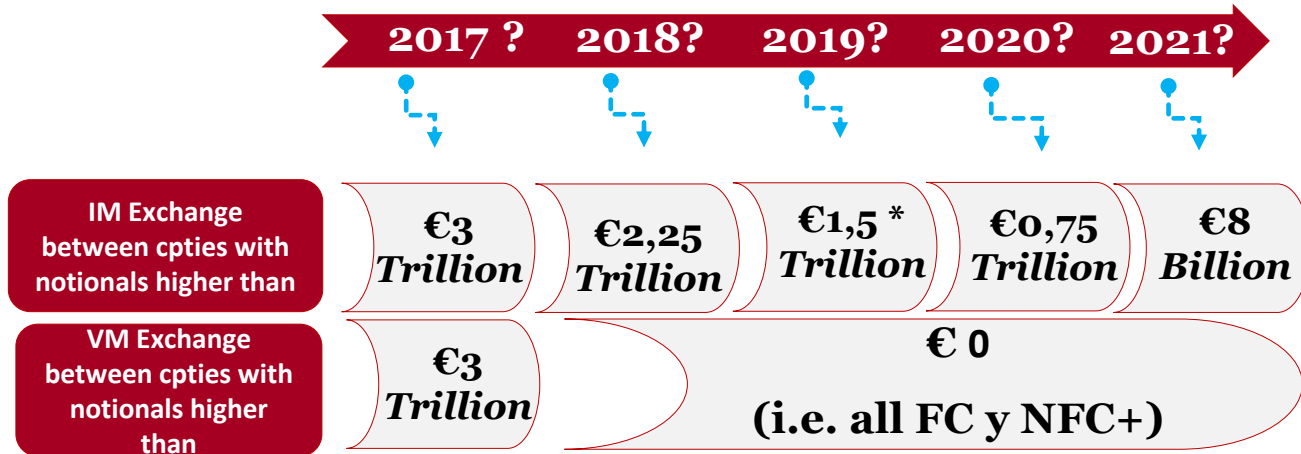 2017 ? 2018? 2019? 2020? 2021?
IM Exchange
between cpties with
notionals higher than
€3
Trillion
€2,25
Trillion
€1,5 *
Trillion
€0,75
Trillion
€8
Billion
VM Exchange
between cpties with
notionals higher
than
€3
Trillion
€ 0
(i.e. all FC y NFC+)